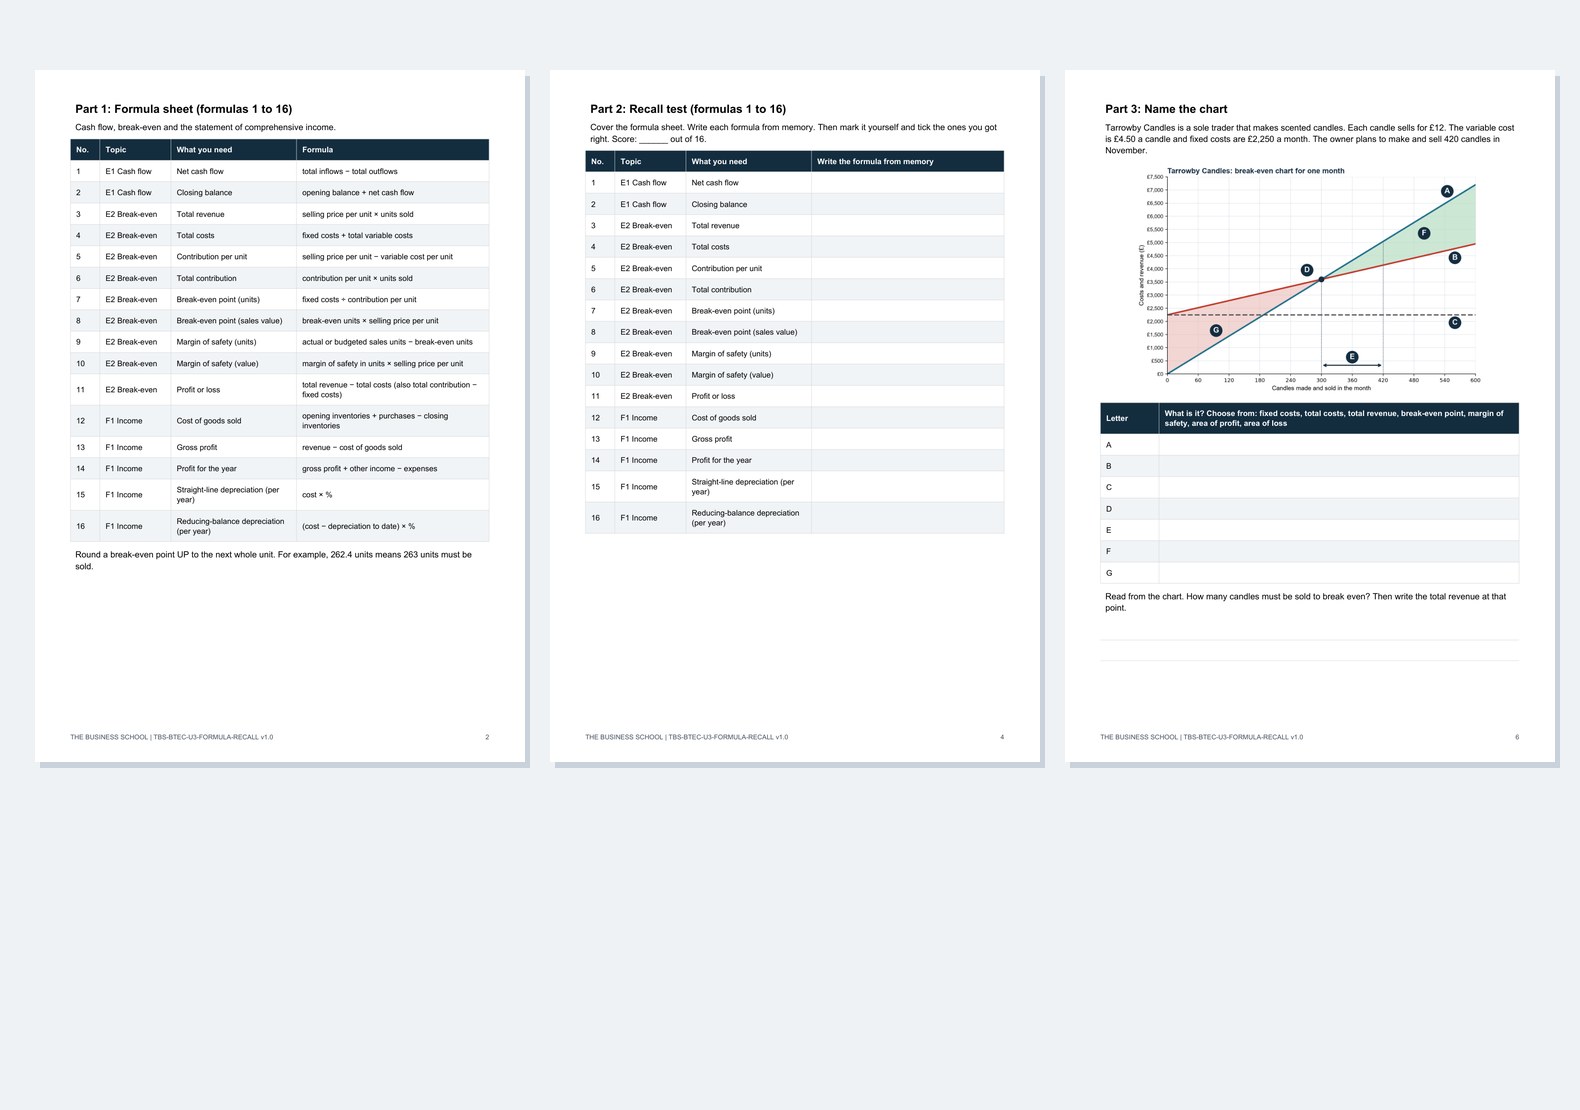 Part 1: Formula sheet (formulas 1 to 16)
Cash flow, break-even and the statement of comprehensive income.
No. Topic What you need Formula
1 E1 Cash flow Net cash flow total inflows − total outflows
2 E1 Cash flow Closing balance opening balance + net cash flow
3 E2 Break-even Total revenue selling price per unit × units sold
4 E2 Break-even Total costs fixed costs + total variable costs
5 E2 Break-even Contribution per unit selling price per unit − variable cost per unit
6 E2 Break-even Total contribution contribution per unit × units sold
7 E2 Break-even Break-even point (units) fixed costs ÷ contribution per unit
8 E2 Break-even Break-even point (sales value) break-even units × selling price per unit
9 E2 Break-even Margin of safety (units) actual or budgeted sales units − break-even units
10 E2 Break-even Margin of safety (value) margin of safety in units × selling price per unit
11 E2 Break-even Profit or loss total revenue − total costs (also total contribution −
fixed costs)
12 F1 Income Cost of goods sold opening inventories + purchases − closing
inventories
13 F1 Income Gross profit revenue − cost of goods sold
14 F1 Income Profit for the year gross profit + other income − expenses
15 F1 Income Straight-line depreciation (per
year) cost × %
16 F1 Income Reducing-balance depreciation
(per year) (cost − depreciation to date) × %
Round a break-even point UP to the next whole unit. For example, 262.4 units means 263 units must be
sold.
THE BUSINESS SCHOOL | TBS-BTEC-U3-FORMULA-RECALL v1.0 2
Part 2: Recall test (formulas 1 to 16)
Cover the formula sheet. Write each formula from memory. Then mark it yourself and tick the ones you got
right. Score: ______ out of 16.
No. Topic What you need Write the formula from memory
1 E1 Cash flow Net cash flow
2 E1 Cash flow Closing balance
3 E2 Break-even Total revenue
4 E2 Break-even Total costs
5 E2 Break-even Contribution per unit
6 E2 Break-even Total contribution
7 E2 Break-even Break-even point (units)
8 E2 Break-even Break-even point (sales value)
9 E2 Break-even Margin of safety (units)
10 E2 Break-even Margin of safety (value)
11 E2 Break-even Profit or loss
12 F1 Income Cost of goods sold
13 F1 Income Gross profit
14 F1 Income Profit for the year
15 F1 Income Straight-line depreciation (per
year)
16 F1 Income Reducing-balance depreciation
(per year)
THE BUSINESS SCHOOL | TBS-BTEC-U3-FORMULA-RECALL v1.0 4
Part 3: Name the chart
Tarrowby Candles is a sole trader that makes scented candles. Each candle sells for £12. The variable cost
is £4.50 a candle and fixed costs are £2,250 a month. The owner plans to make and sell 420 candles in
November.
Tarrowby Candles: break-even chart for one month
£7,500
£7,000
£6,500
£6,000
£5,500
£5,000
£4,500
£4,000
£3,500
£3,000
£2,500
£2,000
£1,500
£1,000
£500
£0
Costs and revenue (£)
A
F
B
D
C
G
E
0 60 120 180 240 300 360 420 480 540 600
Candles made and sold in the month
Letter What is it? Choose from: fixed costs, total costs, total revenue, break-even point, margin of
safety, area of profit, area of loss
A
B
C
D
E
F
G
Read from the chart. How many candles must be sold to break even? Then write the total revenue at that
point.
THE BUSINESS SCHOOL | TBS-BTEC-U3-FORMULA-RECALL v1.0 6